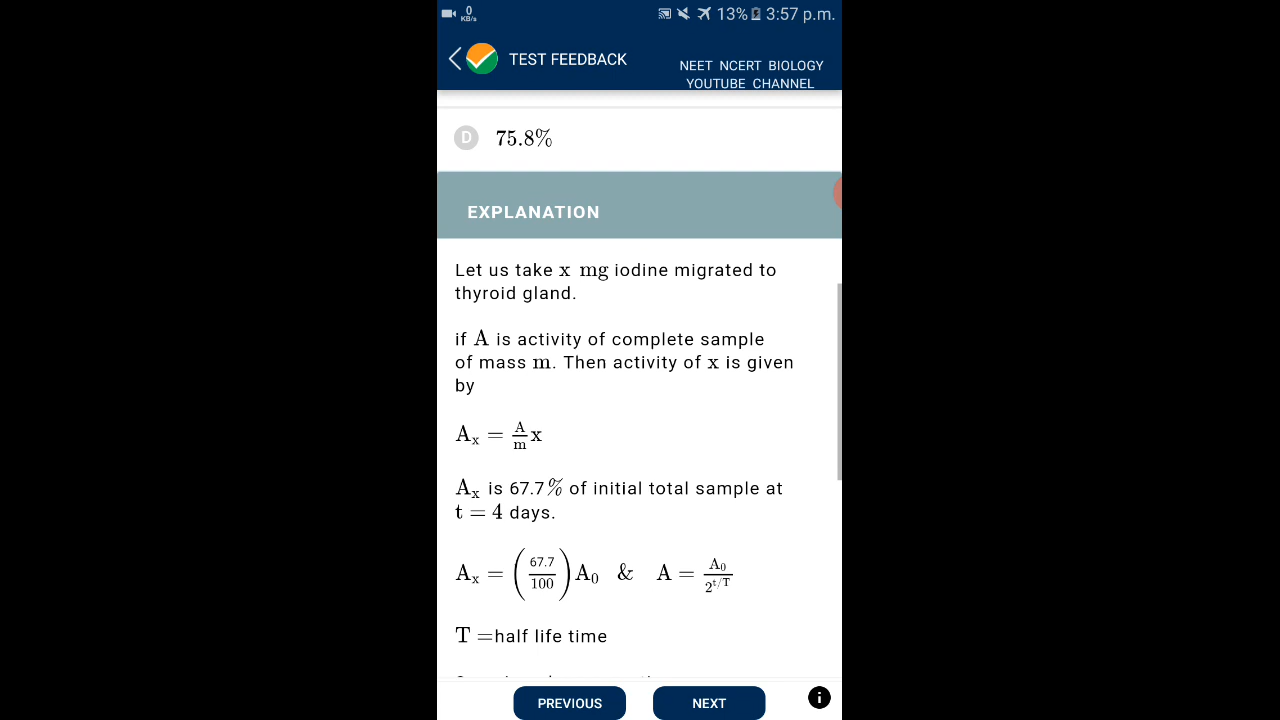 0
KB/s
13% 3:57 p.m.
TEST FEEDBACK
NEET NCERT BIOLOGY
YOUTUBE CHANNEL
D 75.8%
EXPLANATION
Let us take x mg iodine migrated to
thyroid gland.
if A is activity of complete sample
of mass m. Then activity of x is given
by
Aₓ = A/m x
Aₓ is 67.7% of initial total sample at
t = 4 days.
Aₓ = (67.7/100)A₀ & A = A₀/2^(t/T)
T =half life time
PREVIOUS
NEXT
i